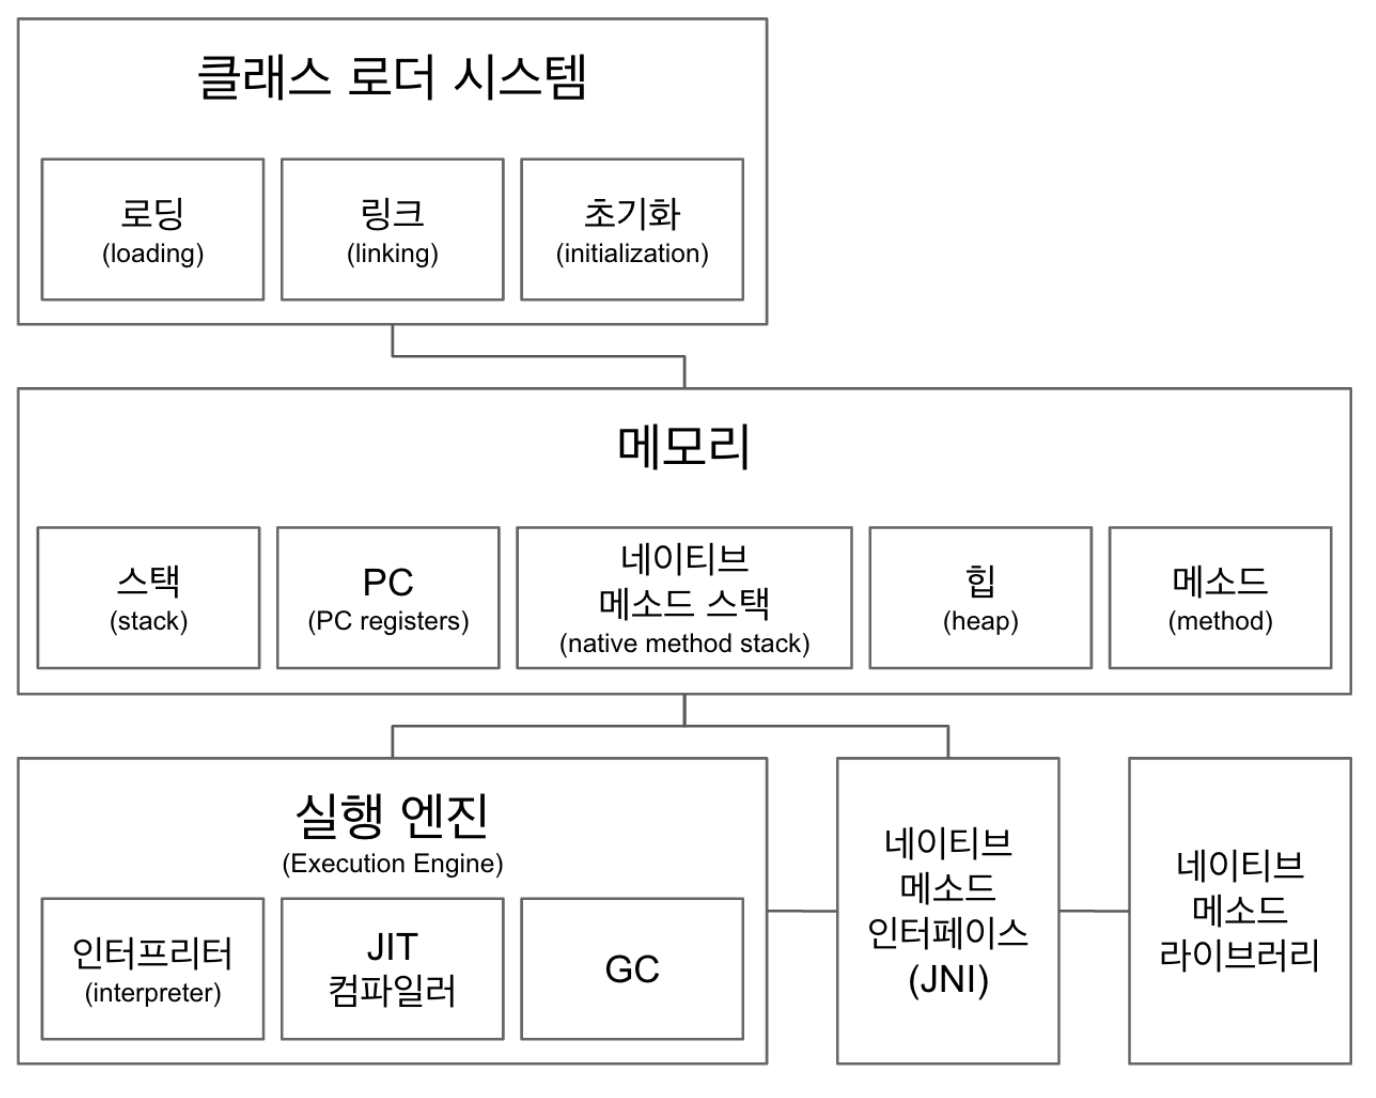 클래스 로더 시스템
로딩
(loading)
링크
(linking)
초기화
(initialization)
메모리
스택
(stack)
PC
(PC registers)
네이티브
메소드 스택
(native method stack)
힙
(heap)
메소드
(method)
실행 엔진
(Execution Engine)
인터프리터
(interpreter)
JIT
컴파일러
GC
네이티브
메소드
인터페이스
(JNI)
네이티브
메소드
라이브러리